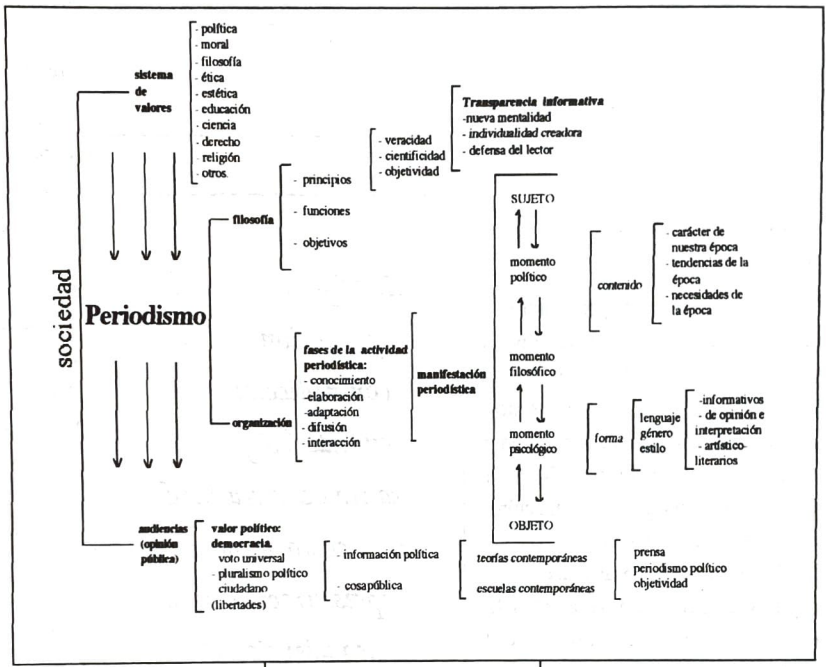 sociedad
sistema
de
valores
- política
- moral
- filosofía
- ética
- estética
- educación
- ciencia
- derecho
- religión
- otros.
Periodismo
filosofía
- principios
- funciones
- objetivos
- veracidad
- cientificidad
- objetividad
Transparencia informativa
-nueva mentalidad
- individualidad creadora
- defensa del lector
organización
fases de la actividad
periodística:
- conocimiento
-elaboración
-adaptación
- difusión
- interacción
manifestación
periodística
SUJETO
momento
político
momento
filosófico
momento
psicológico
OBJETO
contenido
- carácter de
nuestra época
- tendencias de la
época
- necesidades de
la época
forma
lenguaje
género
estilo
-informativos
- de opinión e
interpretación
- artístico-
literarios
audiencias
(opinión
pública)
valor político:
democracia.
voto universal
- pluralismo político
ciudadano
(libertades)
- información política
- cosapública
teorías contemporáneas
escuelas contemporáneas
prensa
periodismo político
objetividad